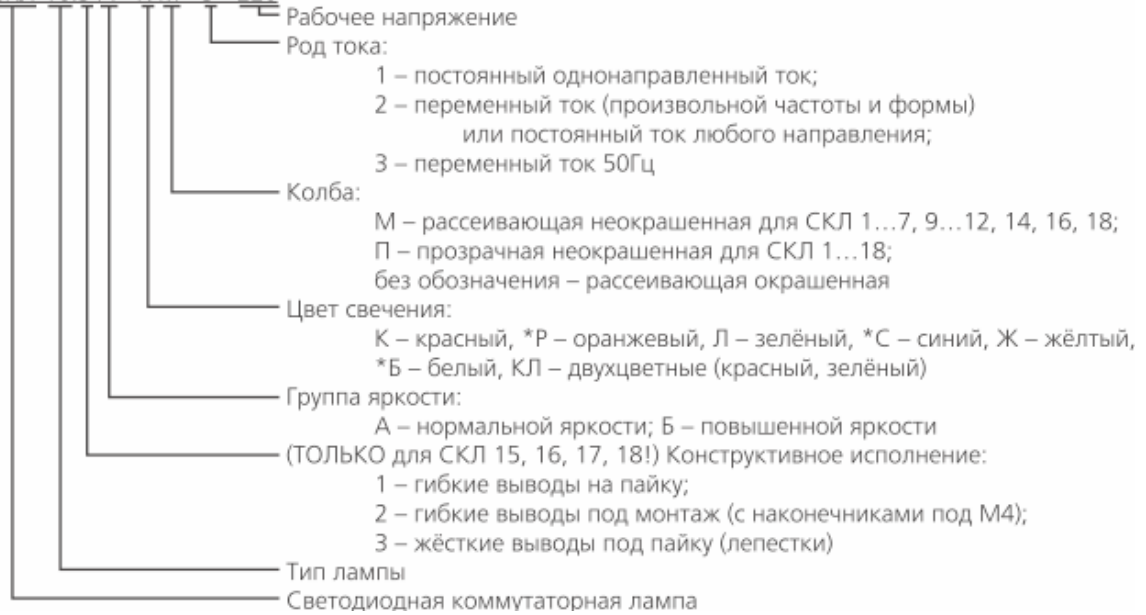 Рабочее напряжение
Род тока:
1 – постоянный однонаправленный ток;
2 – переменный ток (произвольной частоты и формы)
или постоянный ток любого направления;
3 – переменный ток 50Гц
Колба:
М – рассеивающая неокрашенная для СКЛ 1...7, 9...12, 14, 16, 18;
П – прозрачная неокрашенная для СКЛ 1...18;
без обозначения – рассеивающая окрашенная
Цвет свечения:
К – красный, *Р – оранжевый, Л – зелёный, *С – синий, Ж – жёлтый,
*Б – белый, КЛ – двухцветные (красный, зелёный)
Группа яркости:
А – нормальной яркости; Б – повышенной яркости
(ТОЛЬКО для СКЛ 15, 16, 17, 18!) Конструктивное исполнение:
1 – гибкие выводы на пайку;
2 – гибкие выводы под монтаж (с наконечниками под М4);
3 – жёсткие выводы под пайку (лепестки)
Тип лампы
Светодиодная коммутаторная лампа